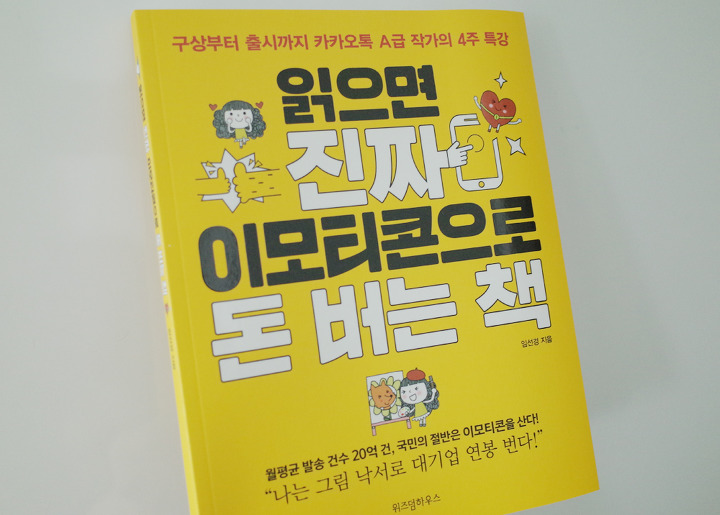 구상부터 출시까지 카카오톡 A급 작가의 4주 특강
읽으면
진짜
이모티콘으로
돈 버는 책
임선경 지음
월평균 발송 건수 20억 건, 국민의 절반은 이모티콘을 산다!
“나는 그림 낙서로 대기업 연봉 번다!”
위즈덤하우스